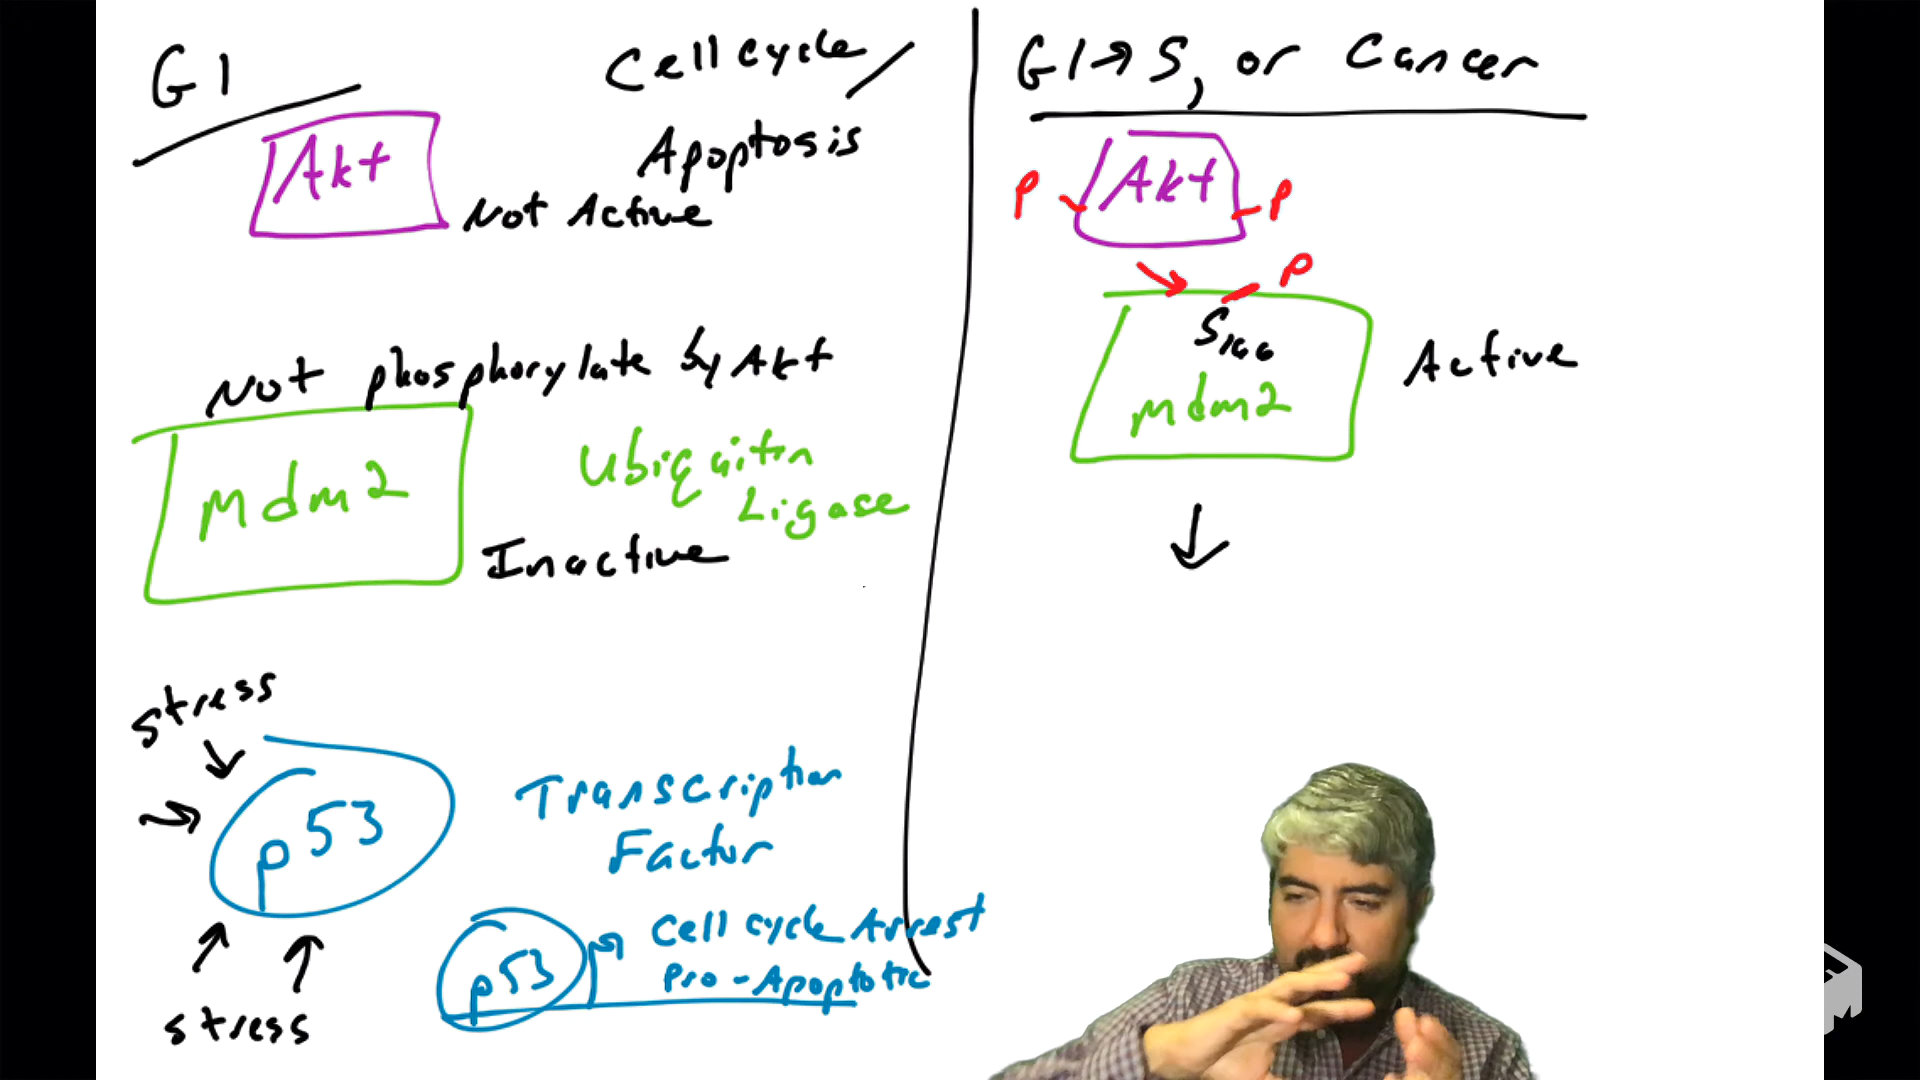 G1
Cell cycle/
Apoptosis
Akt
Not Active
Not phosphorylate by Akt
Mdm2
Ubiquitin
Ligase
Inactive
stress
p53
Transcription
Factor
stress
p53
Cell cycle Arrest
Pro-Apoptotic
G1→S, or Cancer
P
Akt
P
P
S166
Mdm2
Active